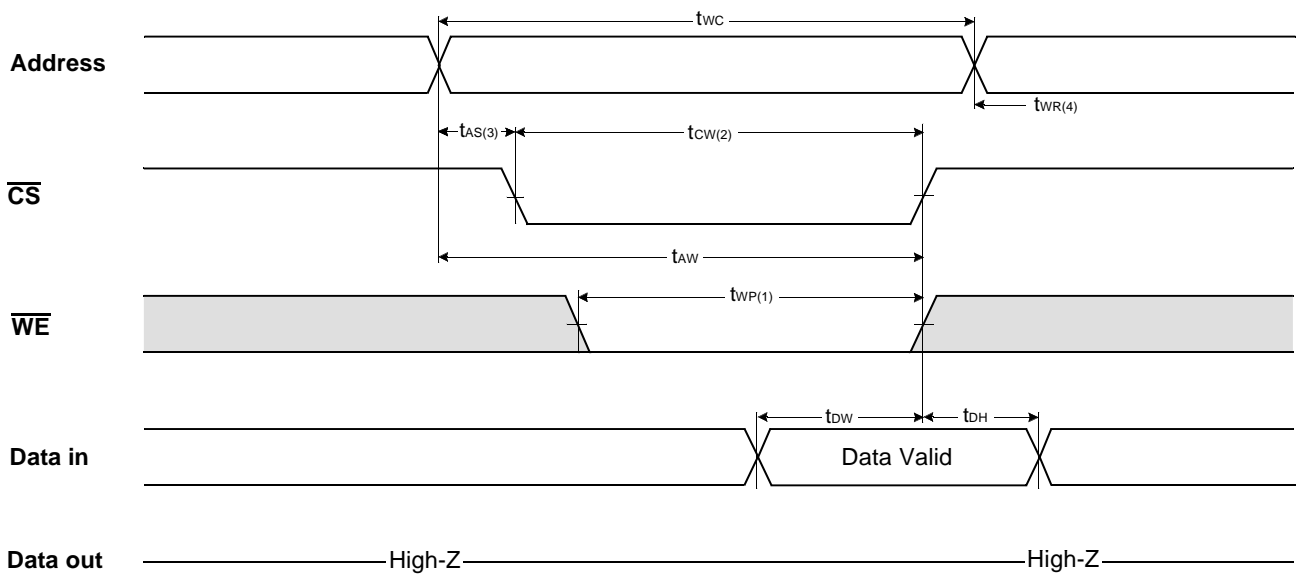 tWC
Address
tWR(4)
tAS(3)
tCW(2)
CS
tAW
tWP(1)
WE
tDW
tDH
Data in
Data Valid
Data out
High-Z
High-Z